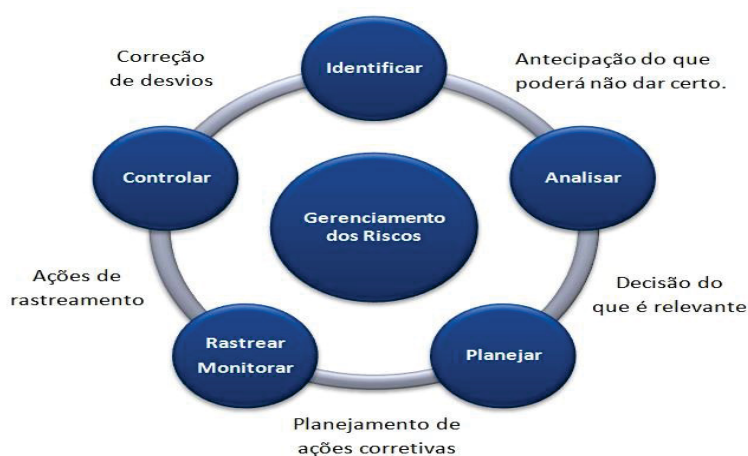 Identificar
Correção
de desvios
Antecipação do que
poderá não dar certo.
Controlar
Analisar
Gerenciamento
dos Riscos
Ações de
rastreamento
Decisão do
que é relevante
Rastrear
Monitorar
Planejar
Planejamento de
ações corretivas